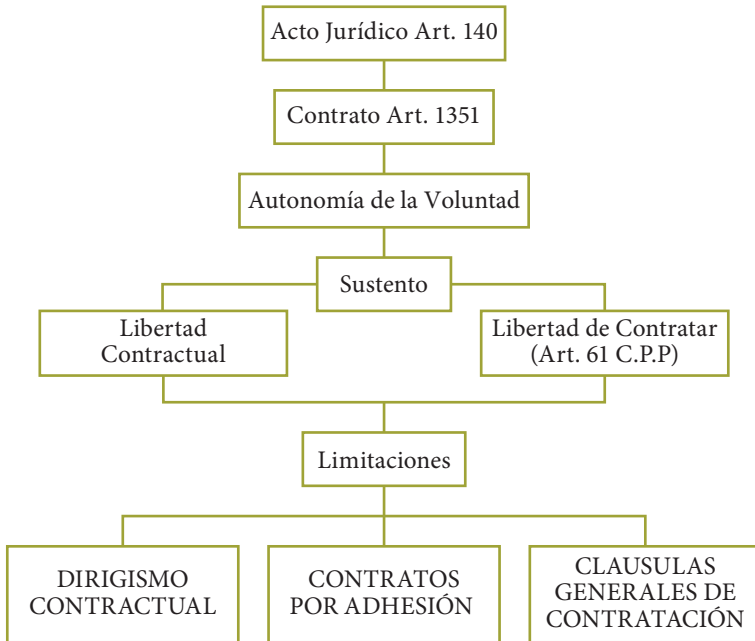 Acto Jurídico Art. 140
Contrato Art. 1351
Autonomía de la Voluntad
Sustento
Libertad
Contractual
Libertad de Contratar
(Art. 61 C.P.P)
Limitaciones
DIRIGISMO
CONTRACTUAL
CONTRATOS
POR ADHESIÓN
CLAUSULAS
GENERALES DE
CONTRATACIÓN